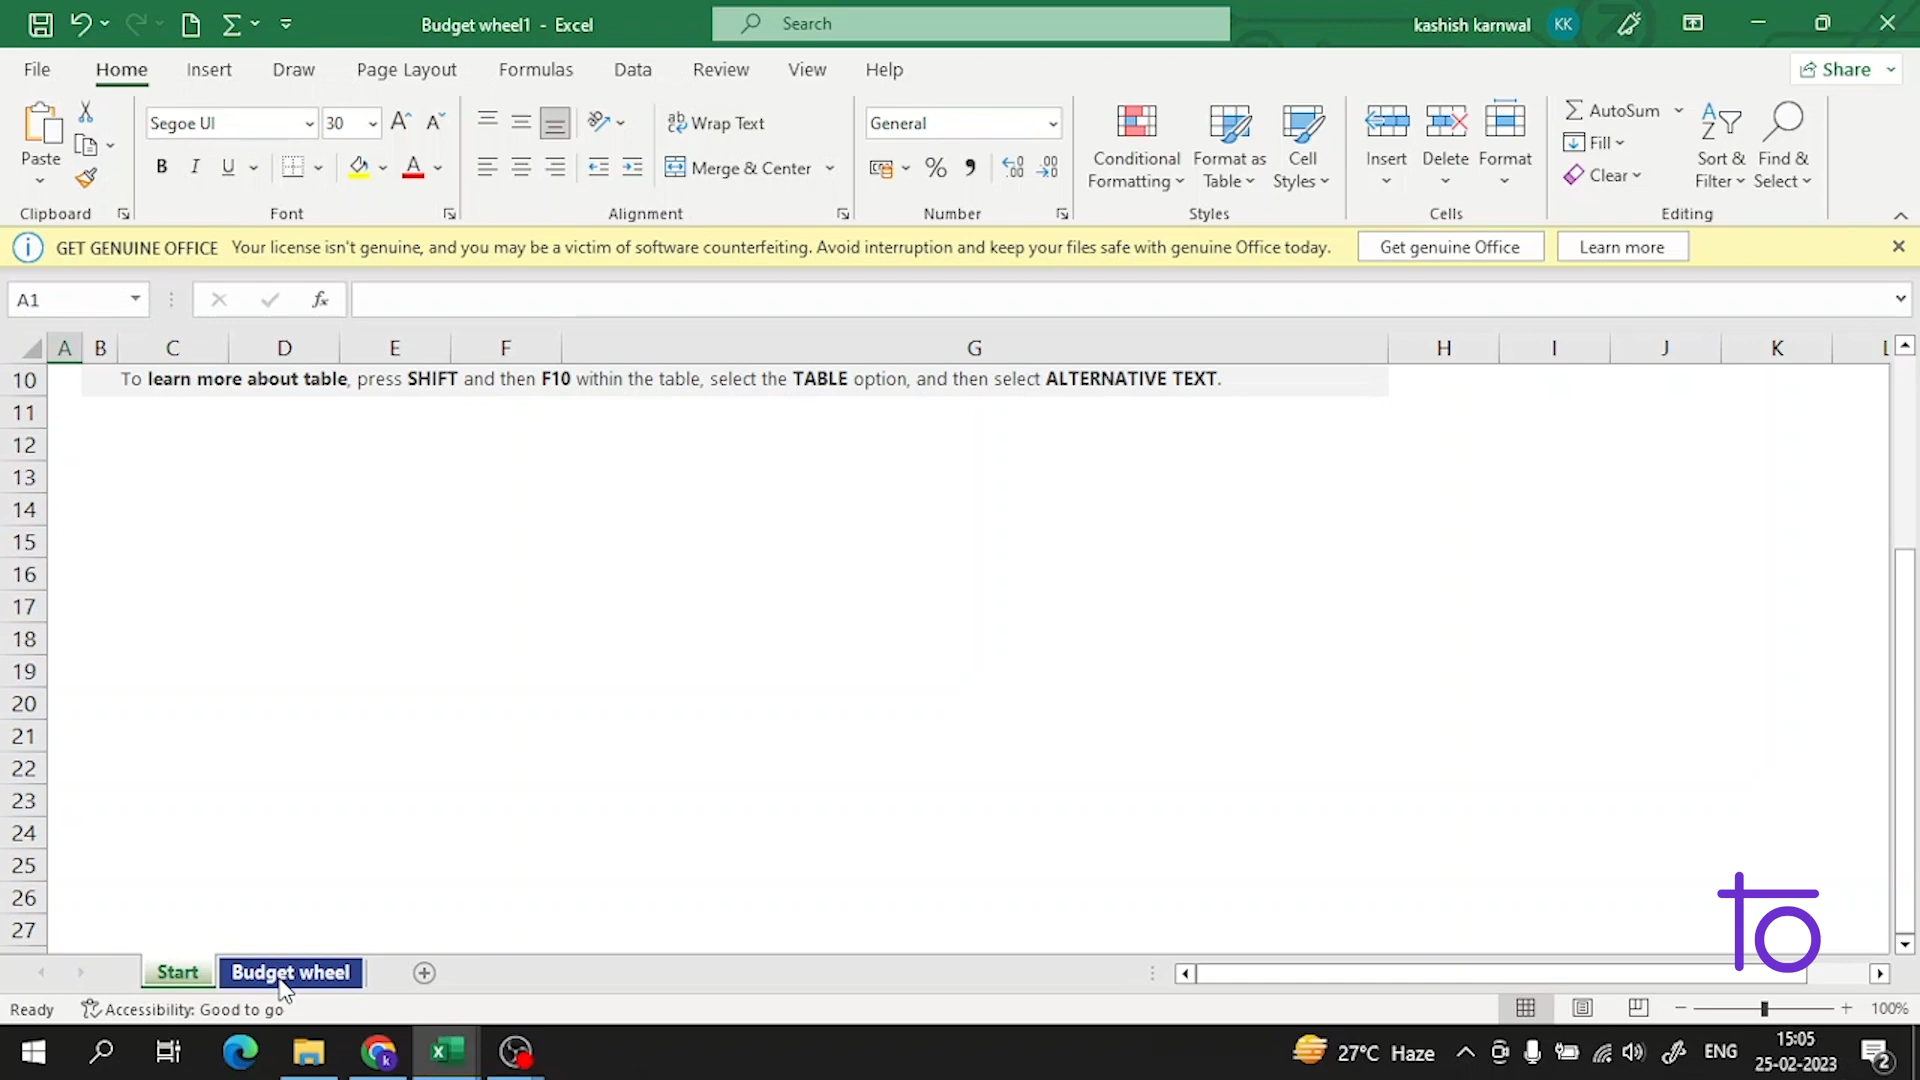 Budget wheel1 - Excel
Search
kashish karnwal
KK
File Home Insert Draw Page Layout Formulas Data Review View Help
Share
Paste
Segoe UI
30
B I U
Wrap Text
Merge & Center
General
%
Conditional Formatting
Format as Table
Cell Styles
Insert
Delete
Format
AutoSum
Fill
Clear
Sort & Filter
Find & Select
Clipboard
Font
Alignment
Number
Styles
Cells
Editing
GET GENUINE OFFICE Your license isn't genuine, and you may be a victim of software counterfeiting. Avoid interruption and keep your files safe with genuine Office today. Get genuine Office Learn more
A1
fx
A B C D E F G H I J K L
10 To learn more about table, press SHIFT and then F10 within the table, select the TABLE option, and then select ALTERNATIVE TEXT.
11
12
13
14
15
16
17
18
19
20
21
22
23
24
25
26
27
to
Start Budget wheel
Ready Accessibility: Good to go 100%
27°C Haze
ENG
15:05
25-02-2023
2